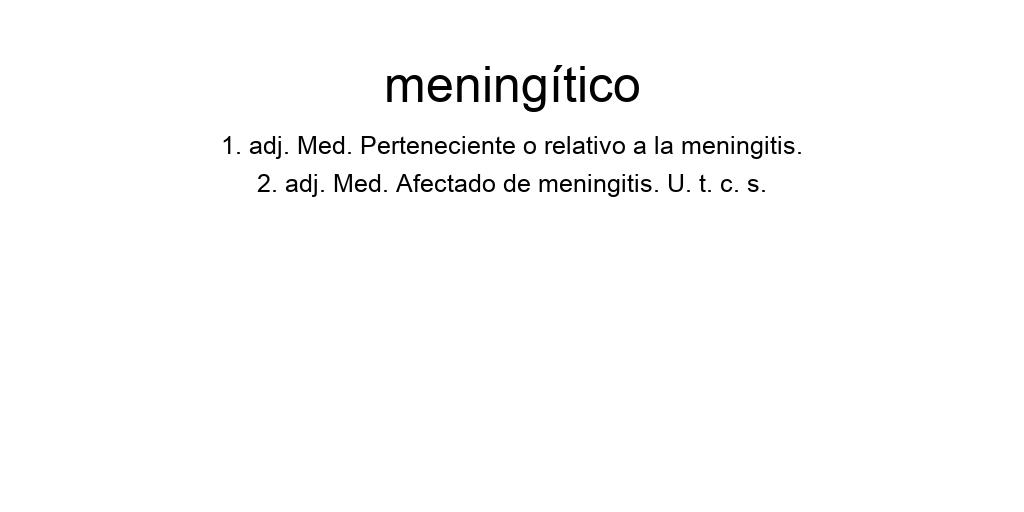 meningítico
1. adj. Med. Perteneciente o relativo a la meningitis.
2. adj. Med. Afectado de meningitis. U. t. c. s.